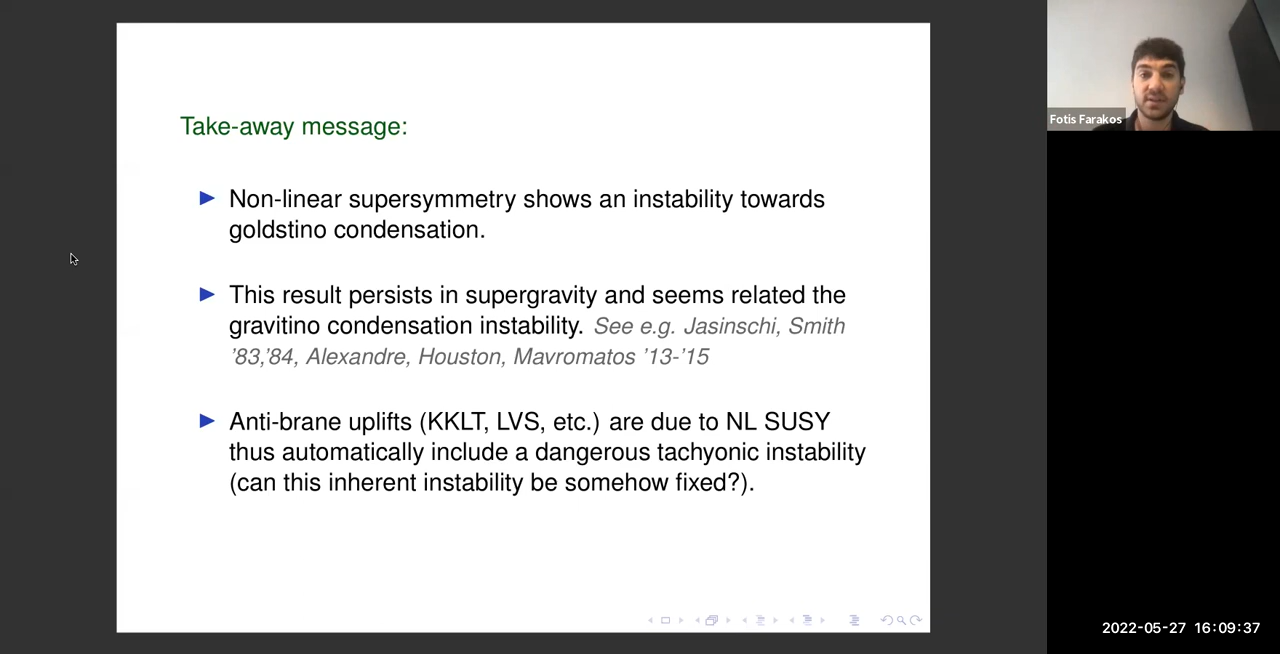 Take-away message:
Non-linear supersymmetry shows an instability towards
goldstino condensation.
This result persists in supergravity and seems related the
gravitino condensation instability. See e.g. Jasinschi, Smith
'83,'84, Alexandre, Houston, Mavromatos '13-'15
Anti-brane uplifts (KKLT, LVS, etc.) are due to NL SUSY
thus automatically include a dangerous tachyonic instability
(can this inherent instability be somehow fixed?).
Fotis Farakos
2022-05-27 16:09:37